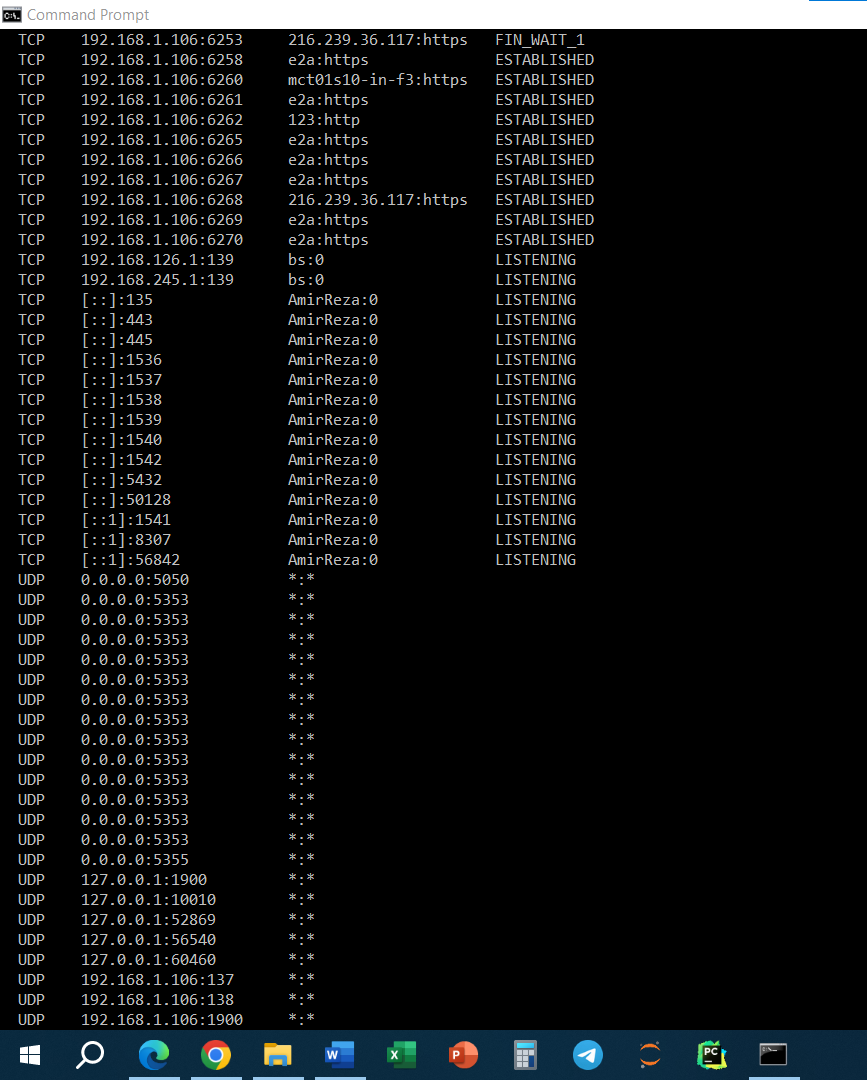 Command Prompt
TCP 192.168.1.106:6253 216.239.36.117:https FIN_WAIT_1
TCP 192.168.1.106:6258 e2a:https ESTABLISHED
TCP 192.168.1.106:6260 mct01s10-in-f3:https ESTABLISHED
TCP 192.168.1.106:6261 e2a:https ESTABLISHED
TCP 192.168.1.106:6262 123:http ESTABLISHED
TCP 192.168.1.106:6265 e2a:https ESTABLISHED
TCP 192.168.1.106:6266 e2a:https ESTABLISHED
TCP 192.168.1.106:6267 e2a:https ESTABLISHED
TCP 192.168.1.106:6268 216.239.36.117:https ESTABLISHED
TCP 192.168.1.106:6269 e2a:https ESTABLISHED
TCP 192.168.1.106:6270 e2a:https ESTABLISHED
TCP 192.168.126.1:139 bs:0 LISTENING
TCP 192.168.245.1:139 bs:0 LISTENING
TCP [::]:135 AmirReza:0 LISTENING
TCP [::]:443 AmirReza:0 LISTENING
TCP [::]:445 AmirReza:0 LISTENING
TCP [::]:1536 AmirReza:0 LISTENING
TCP [::]:1537 AmirReza:0 LISTENING
TCP [::]:1538 AmirReza:0 LISTENING
TCP [::]:1539 AmirReza:0 LISTENING
TCP [::]:1540 AmirReza:0 LISTENING
TCP [::]:1542 AmirReza:0 LISTENING
TCP [::]:5432 AmirReza:0 LISTENING
TCP [::]:50128 AmirReza:0 LISTENING
TCP [::1]:1541 AmirReza:0 LISTENING
TCP [::1]:8307 AmirReza:0 LISTENING
TCP [::1]:56842 AmirReza:0 LISTENING
UDP 0.0.0.0:5050 *:*
UDP 0.0.0.0:5353 *:*
UDP 0.0.0.0:5353 *:*
UDP 0.0.0.0:5353 *:*
UDP 0.0.0.0:5353 *:*
UDP 0.0.0.0:5353 *:*
UDP 0.0.0.0:5353 *:*
UDP 0.0.0.0:5353 *:*
UDP 0.0.0.0:5353 *:*
UDP 0.0.0.0:5353 *:*
UDP 0.0.0.0:5353 *:*
UDP 0.0.0.0:5353 *:*
UDP 0.0.0.0:5353 *:*
UDP 0.0.0.0:5353 *:*
UDP 0.0.0.0:5355 *:*
UDP 127.0.0.1:1900 *:*
UDP 127.0.0.1:10010 *:*
UDP 127.0.0.1:52869 *:*
UDP 127.0.0.1:56540 *:*
UDP 127.0.0.1:60460 *:*
UDP 192.168.1.106:137 *:*
UDP 192.168.1.106:138 *:*
UDP 192.168.1.106:1900 *:*